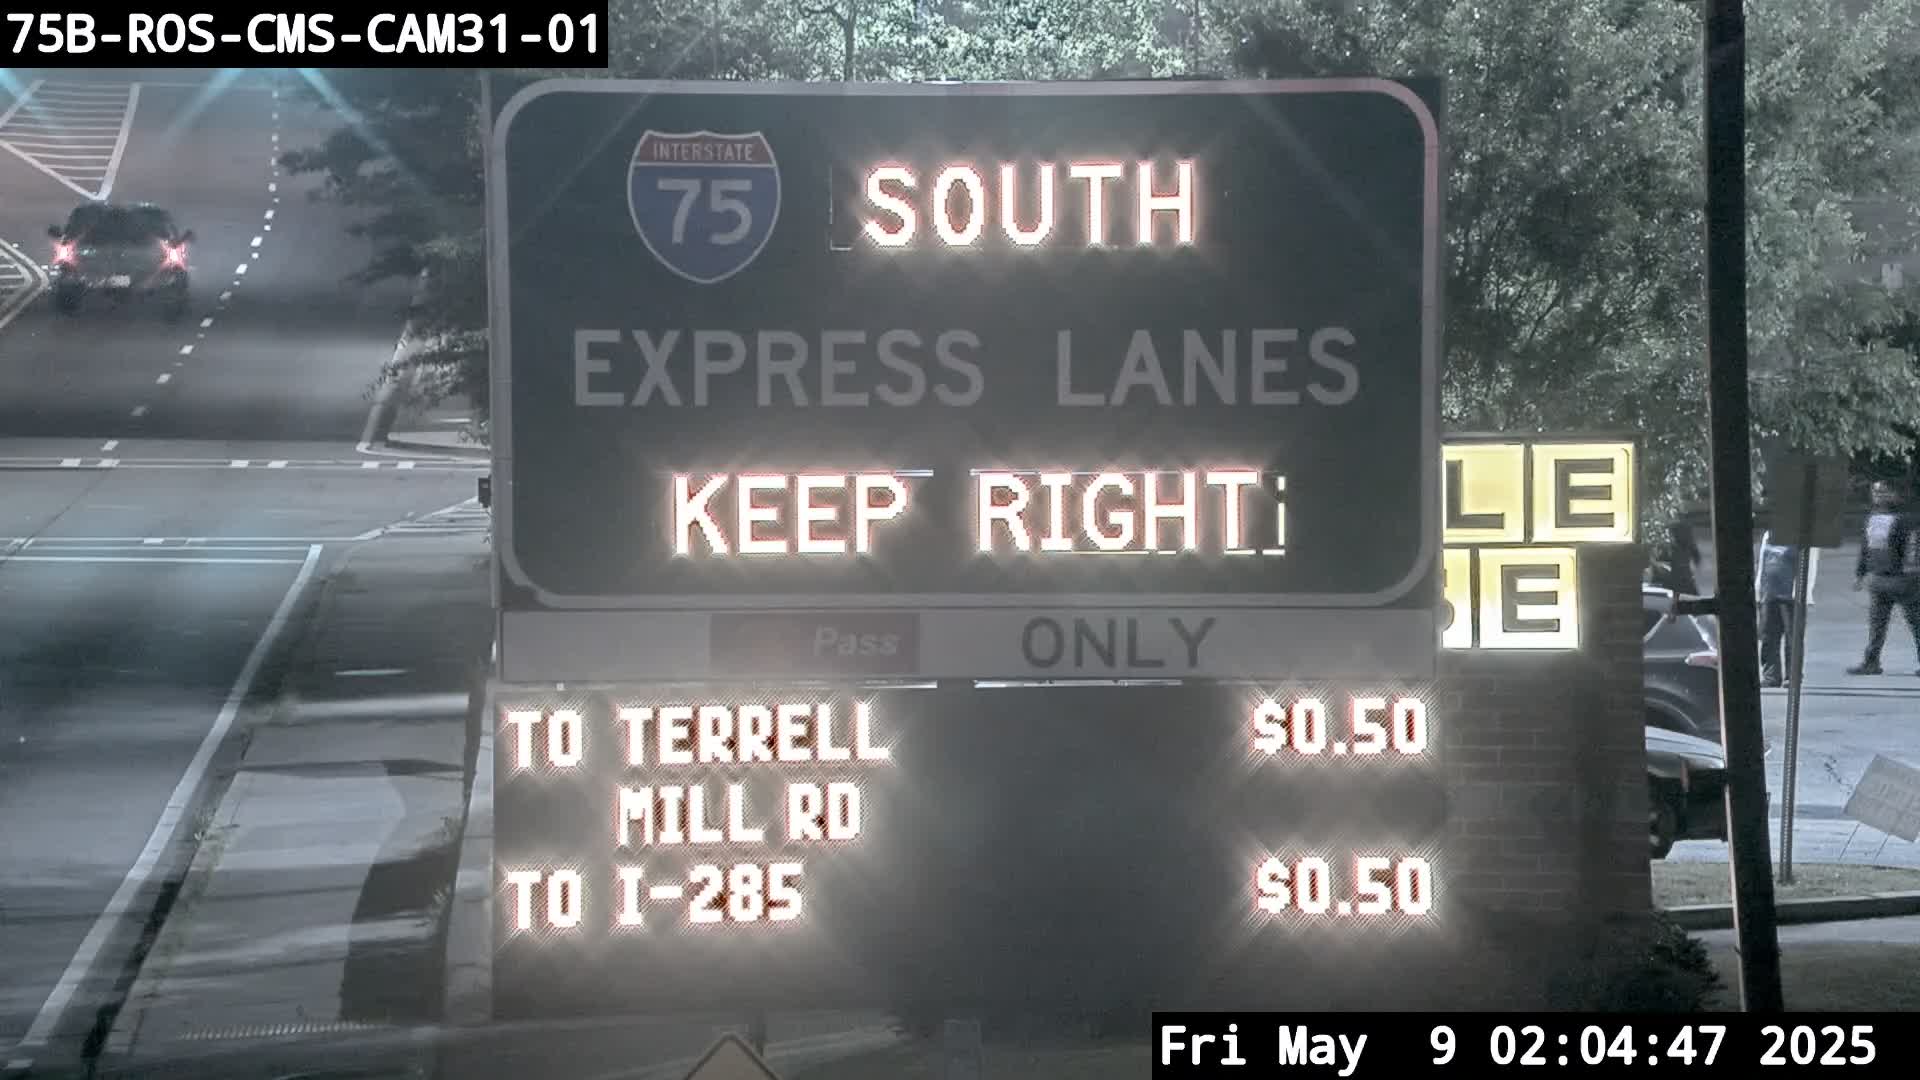 75B-ROS-CMS-CAM31-01
INTERSTATE
75
SOUTH
EXPRESS LANES
KEEP RIGHT
Pass ONLY
TO TERRELL $0.50
MILL RD
TO I-285 $0.50
LE
E
Fri May 9 02:04:47 2025